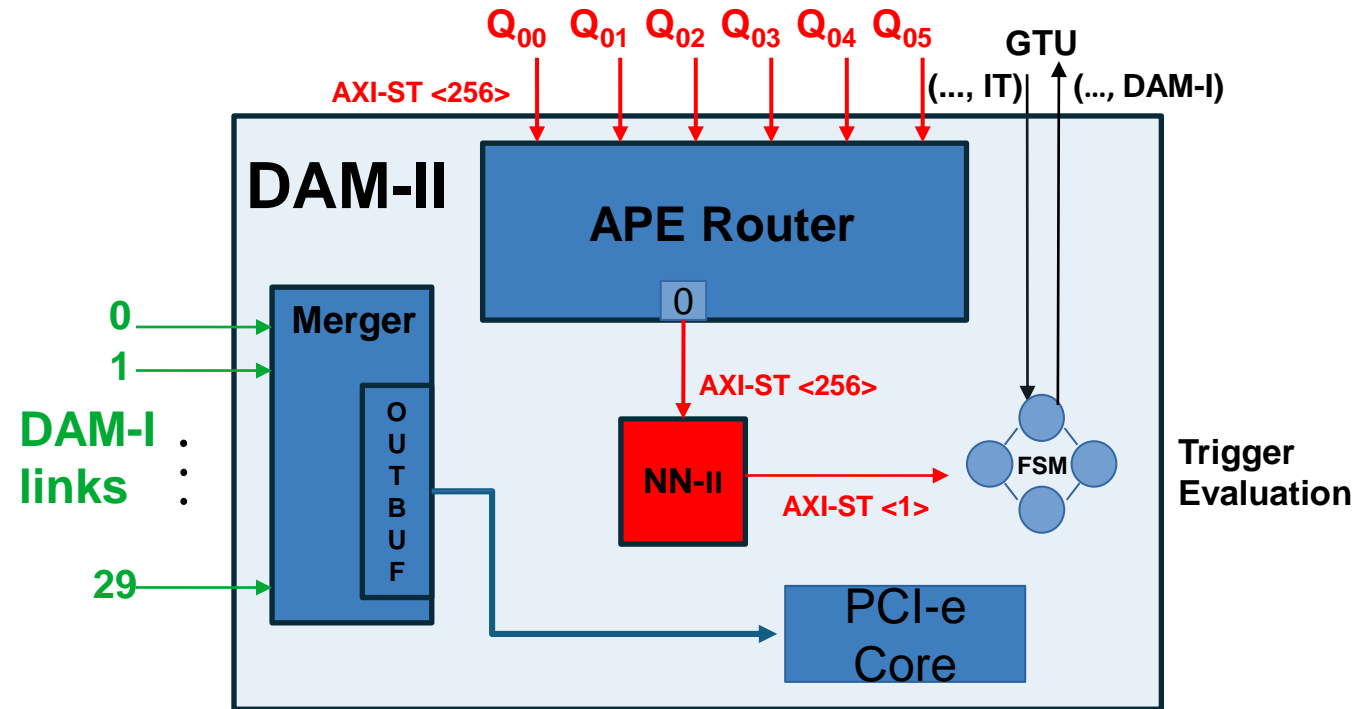 Q00 Q01 Q02 Q03 Q04 Q05
GTU
AXI-ST <256>
(..., IT)
(..., DAM-I)
DAM-II
APE Router
0
Merger
0
1
DAM-I
links
:
29
O
U
T
B
U
F
AXI-ST <256>
NN-II
AXI-ST <1>
FSM
Trigger
Evaluation
PCI-e
Core